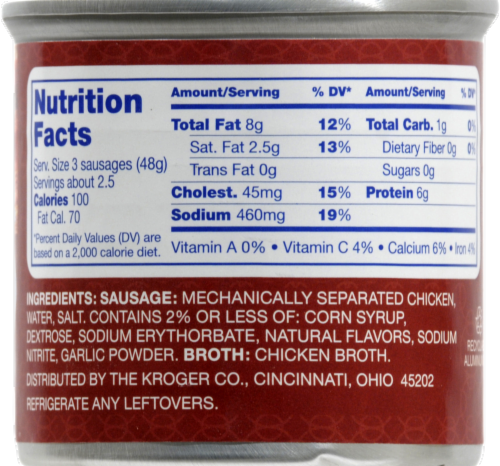 Nutrition
Facts
Serv. Size 3 sausages (48g)
Servings about 2.5
Calories 100
Fat Cal. 70
*Percent Daily Values (DV) are
based on a 2,000 calorie diet.
Amount/Serving % DV* Amount/Serving % DV*
Total Fat 8g 12% Total Carb. 1g 0%
Sat. Fat 2.5g 13% Dietary Fiber 0g 0%
Trans Fat 0g Sugars 0g
Cholest. 45mg 15% Protein 6g
Sodium 460mg 19%
Vitamin A 0% • Vitamin C 4% • Calcium 6% • Iron 4%
INGREDIENTS: SAUSAGE: MECHANICALLY SEPARATED CHICKEN,
WATER, SALT. CONTAINS 2% OR LESS OF: CORN SYRUP,
DEXTROSE, SODIUM ERYTHORBATE, NATURAL FLAVORS, SODIUM
NITRITE, GARLIC POWDER. BROTH: CHICKEN BROTH.
DISTRIBUTED BY THE KROGER CO., CINCINNATI, OHIO 45202
REFRIGERATE ANY LEFTOVERS.